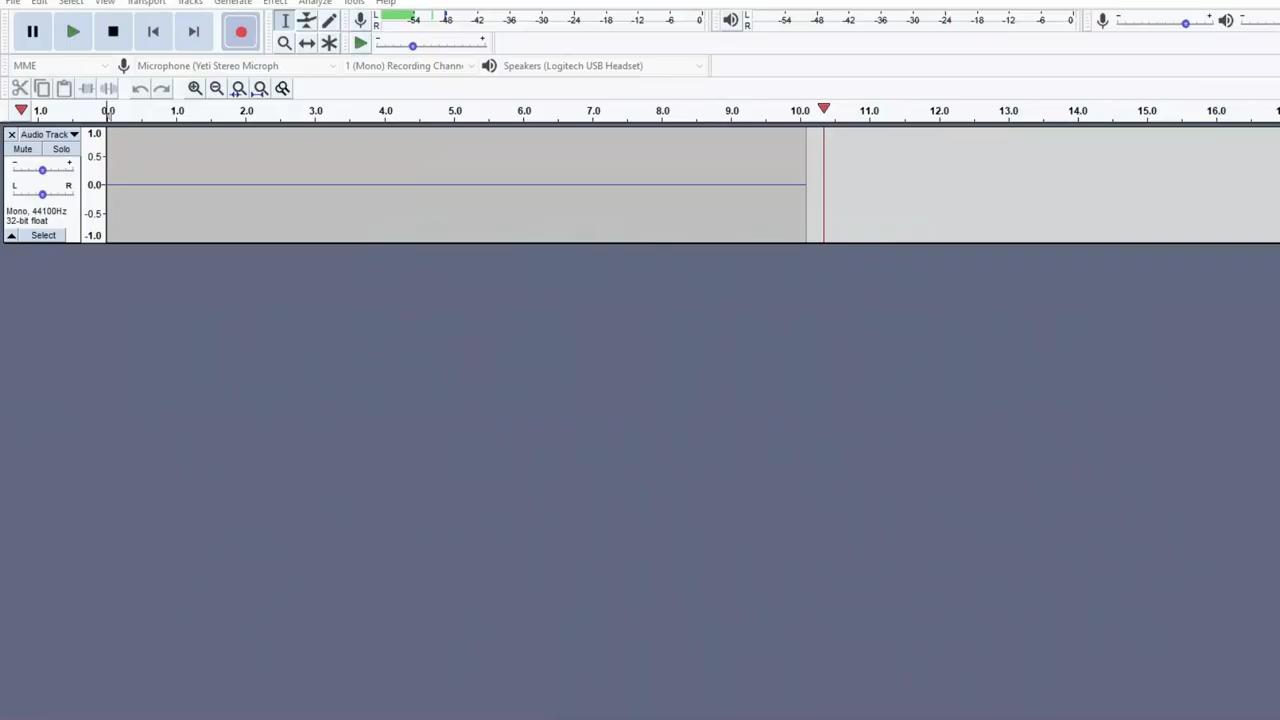 File Edit Select View Transport Tracks Generate Effect Analyze Tools Help
L R -54 -48 -42 -36 -30 -24 -18 -12 -6 0 L R -54 -48 -42 -36 -30 -24 -18 -12 -6 0 - +
- +
MME Microphone (Yeti Stereo Microph 1 (Mono) Recording Chann Speakers (Logitech USB Headset)
1.0 0.0 1.0 2.0 3.0 4.0 5.0 6.0 7.0 8.0 9.0 10.0 11.0 12.0 13.0 14.0 15.0 16.0
Audio Track 1.0
Mute Solo
0.5
- +
L R 0.0
Mono, 44100Hz -0.5
32-bit float
Select -1.0